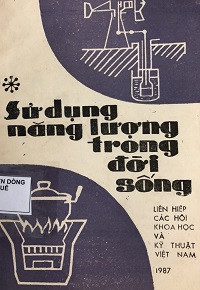 Sử dụng
năng lượng
trong
đời
sống
LIÊN HIỆP
CÁC HỘI
KHOA HỌC
VÀ
KỸ THUẬT
VIỆT NAM
1987